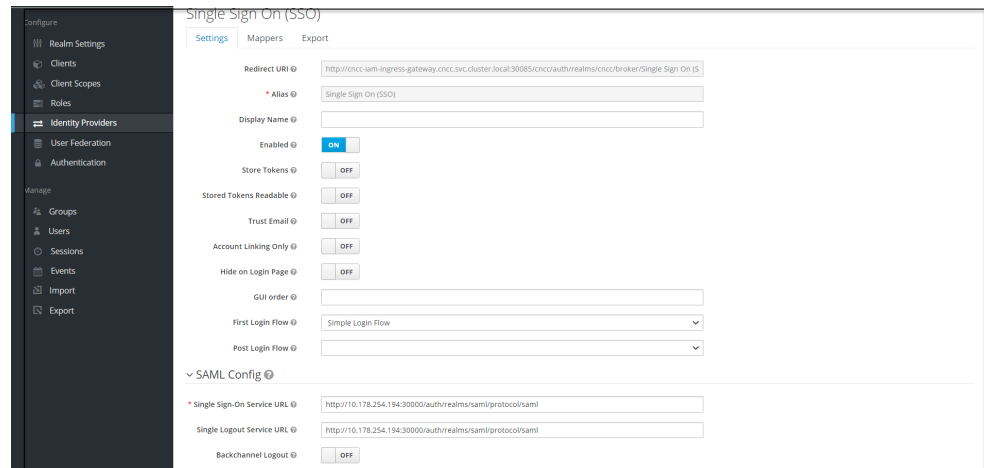 Single Sign On (SSO)
Configure
Realm Settings
Clients
Client Scopes
Roles
Identity Providers
User Federation
Authentication
Manage
Groups
Users
Sessions
Events
Import
Export
Settings Mappers Export
Redirect URI http://cncc-iam-ingress-gateway.cncc.svc.cluster.local:30085/cncc/auth/realms/cncc/broker/Single Sign On (S
* Alias Single Sign On (SSO)
Display Name
Enabled ON
Store Tokens OFF
Stored Tokens Readable OFF
Trust Email OFF
Account Linking Only OFF
Hide on Login Page OFF
GUI order
First Login Flow Simple Login Flow
Post Login Flow
SAML Config
* Single Sign-On Service URL http://10.178.254.194:30000/auth/realms/saml/protocol/saml
Single Logout Service URL http://10.178.254.194:30000/auth/realms/saml/protocol/saml
Backchannel Logout OFF